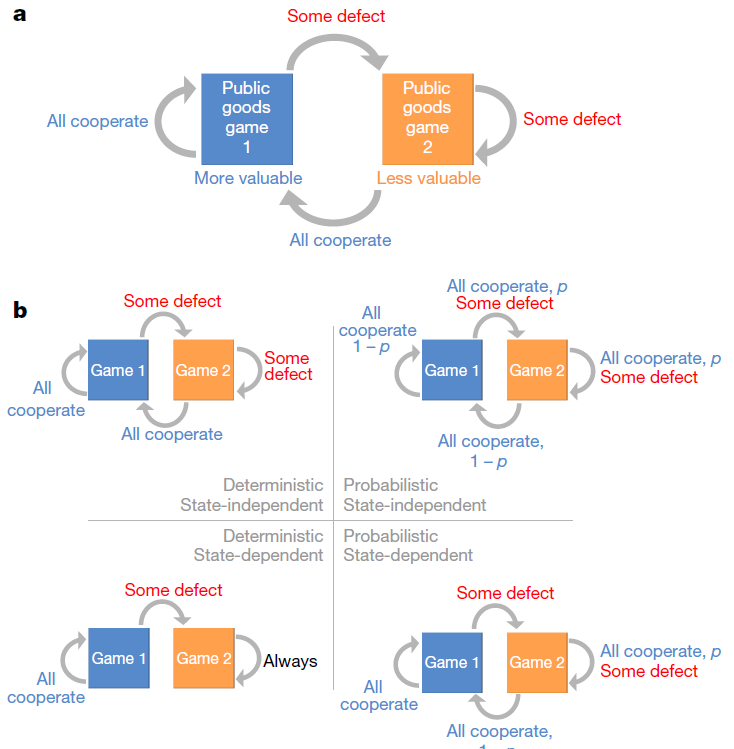 a
Some defect
Public
goods
game
1
Public
goods
game
2
All cooperate
Some defect
More valuable
Less valuable
All cooperate
b
Some defect
Game 1
Game 2
Some
defect
All
cooperate
All cooperate
Deterministic
State-independent
All cooperate, p
Some defect
All
cooperate
1 – p
Game 1
Game 2
All cooperate, p
Some defect
All cooperate,
1 – p
Probabilistic
State-independent
Deterministic
State-dependent
Some defect
Game 1
Game 2
Always
All
cooperate
Probabilistic
State-dependent
Some defect
Game 1
Game 2
All cooperate, p
Some defect
All
cooperate
All cooperate,